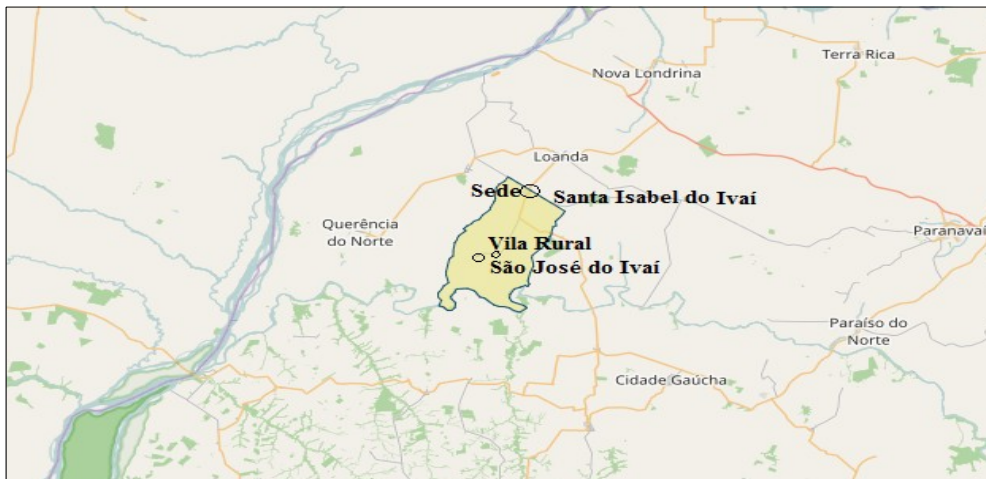 Terra Rica
Nova Londrina
Loanda
Sede
Santa Isabel do Ivaí
Querência
do Norte
Paranavaí
Vila Rural
São José do Ivaí
Paraíso do
Norte
Cidade Gaúcha